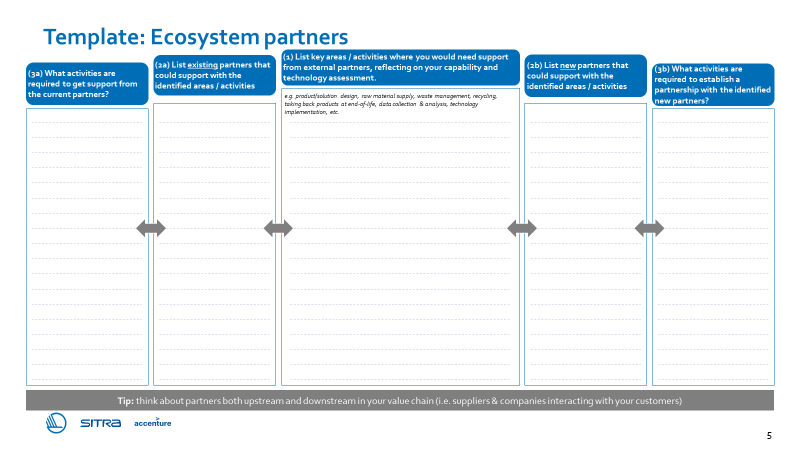 Template: Ecosystem partners
(3a) What activities are
required to get support from
the current partners?
(2a) List existing partners that
could support with the
identified areas / activities
(1) List key areas / activities where you would need support
from external partners, reflecting on your capability and
technology assessment.
e.g. product/solution design, raw material supply, waste management, recycling,
taking back products at end-of-life, data collection & analysis, technology
implementation, etc.
(2b) List new partners that
could support with the
identified areas / activities
(3b) What activities are
required to establish a
partnership with the identified
new partners?
Tip: think about partners both upstream and downstream in your value chain (i.e. suppliers & companies interacting with your customers)
SITRA
accenture
5